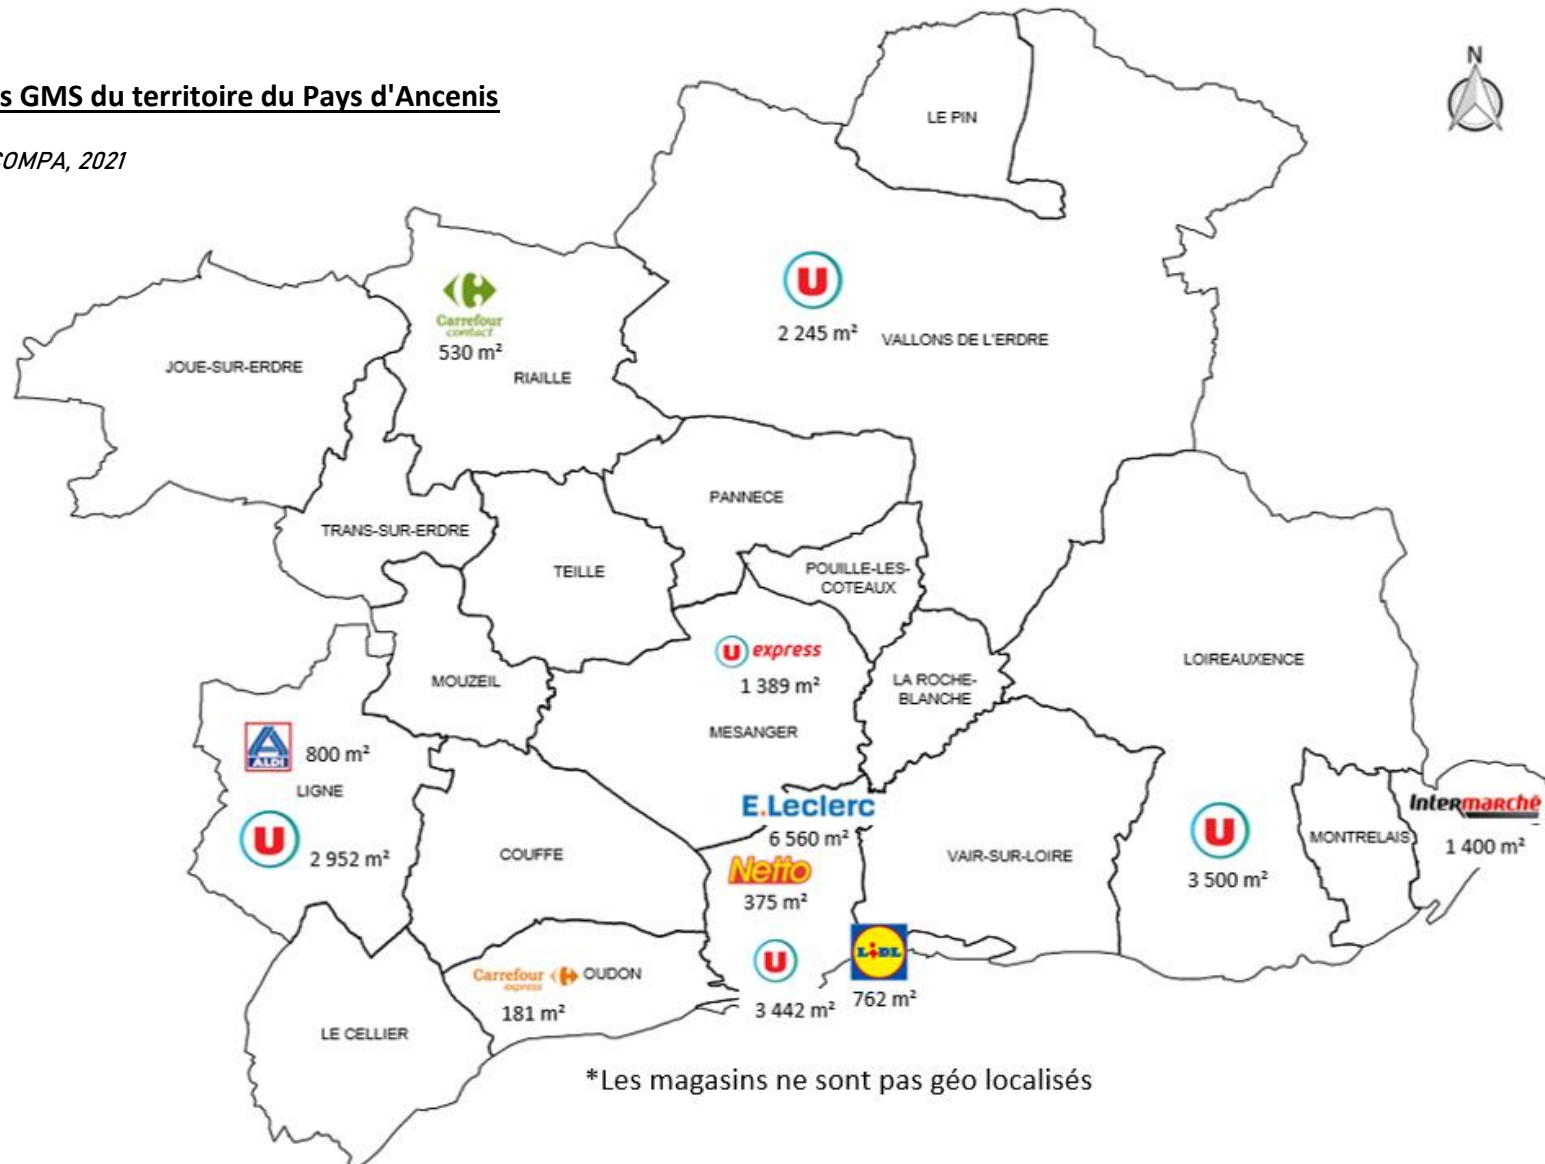 s GMS du territoire du Pays d'Ancenis
COMPA, 2021
N
LE PIN
U
2 245 m²
VALLONS DE L'ERDRE
Carrefour
contact
530 m²
RIAILLE
JOUE-SUR-ERDRE
PANNECE
TRANS-SUR-ERDRE
TEILLE
POUILLE-LES-
COTEAUX
U express
1 389 m²
MESANGER
LA ROCHE-
BLANCHE
LOIREAUXENCE
MOUZEIL
ALDI
800 m²
LIGNE
U
2 952 m²
COUFFE
E.Leclerc
6 560 m²
Netto
375 m²
U
3 442 m²
LIDL
762 m²
VAIR-SUR-LOIRE
U
3 500 m²
MONTRELAIS
Intermarché
1 400 m²
Carrefour
express
OUDON
181 m²
LE CELLIER
*Les magasins ne sont pas géo localisés